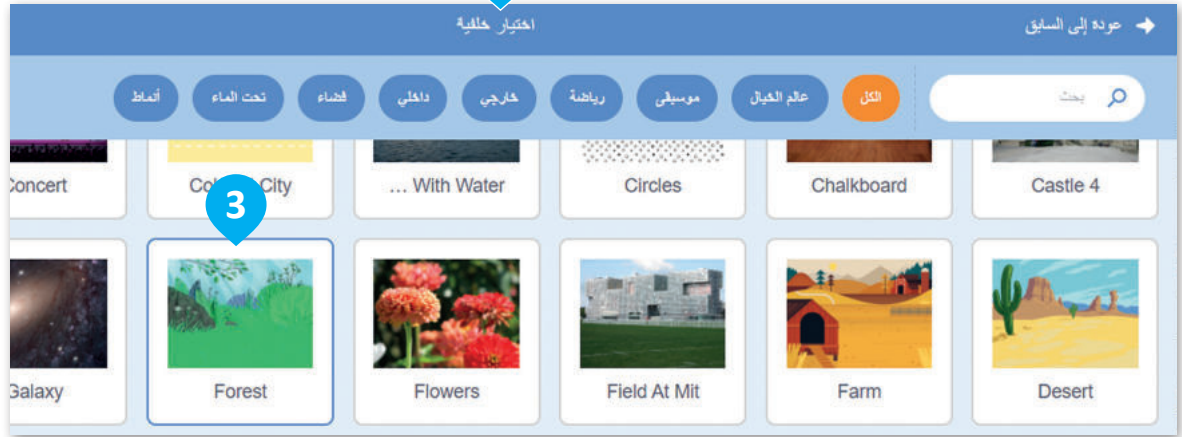 اختيار خلفية
عودة إلى السابق
بحث
الكل
عالم الخيال
موسيقى
رياضة
خارجي
داخلي
فضاء
تحت الماء
أنماط
Castle 4
Chalkboard
Circles
... With Water
City
Concert
3
Desert
Farm
Field At Mit
Flowers
Forest
Galaxy